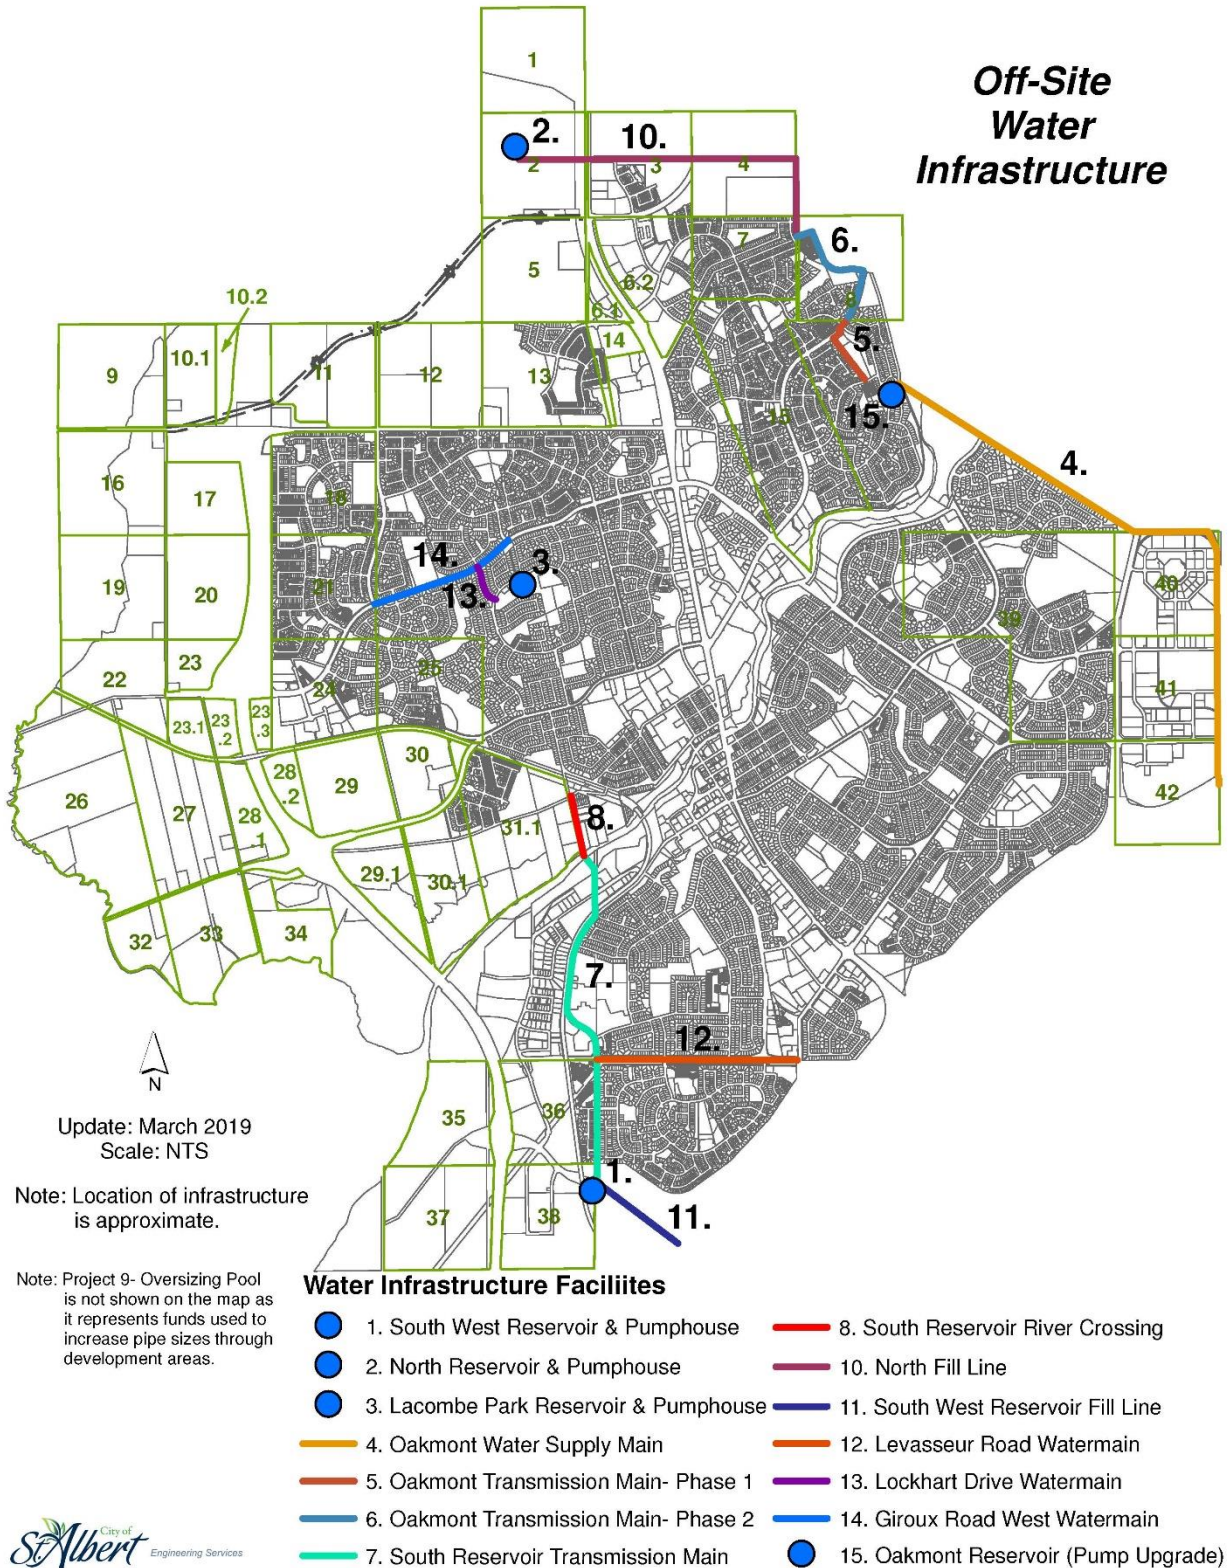 Off-Site
Water
Infrastructure
1
2.
10.
2
3
4
7
6.
5
6.2
6.1
8
10.2
5.
14
9
10.1
11
12
13
15.
15
4.
16
17
18
14.
3.
13.
40
19
20
21
39
23
25
22
24
41
23.1
23
.2
23
.3
30
28
.2
29
42
26
27
28
.1
31.1
8.
29.1
30.1
32
33
34
7.
12.
N
36
35
Update: March 2019
Scale: NTS
1.
Note: Location of infrastructure
is approximate.
37
38
11.
Note: Project 9- Oversizing Pool
is not shown on the map as
it represents funds used to
increase pipe sizes through
development areas.
Water Infrastructure Faciliites
1. South West Reservoir & Pumphouse
2. North Reservoir & Pumphouse
3. Lacombe Park Reservoir & Pumphouse
4. Oakmont Water Supply Main
5. Oakmont Transmission Main- Phase 1
6. Oakmont Transmission Main- Phase 2
7. South Reservoir Transmission Main
8. South Reservoir River Crossing
10. North Fill Line
11. South West Reservoir Fill Line
12. Levasseur Road Watermain
13. Lockhart Drive Watermain
14. Giroux Road West Watermain
15. Oakmont Reservoir (Pump Upgrade)
City of
St. Albert
Engineering Services